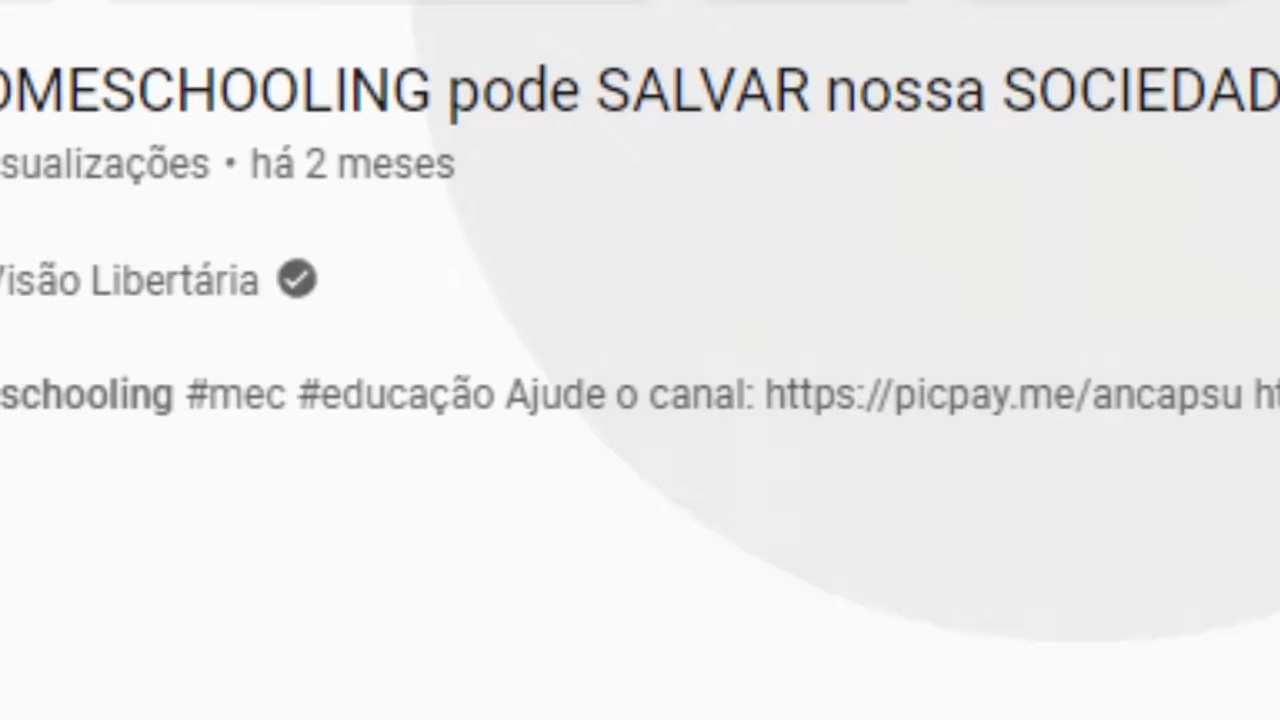 OMESCHOOLING pode SALVAR nossa SOCIEDAD
sualizações • há 2 meses
Visão Libertária
schooling #mec #educação Ajude o canal: https://picpay.me/ancapsu ht